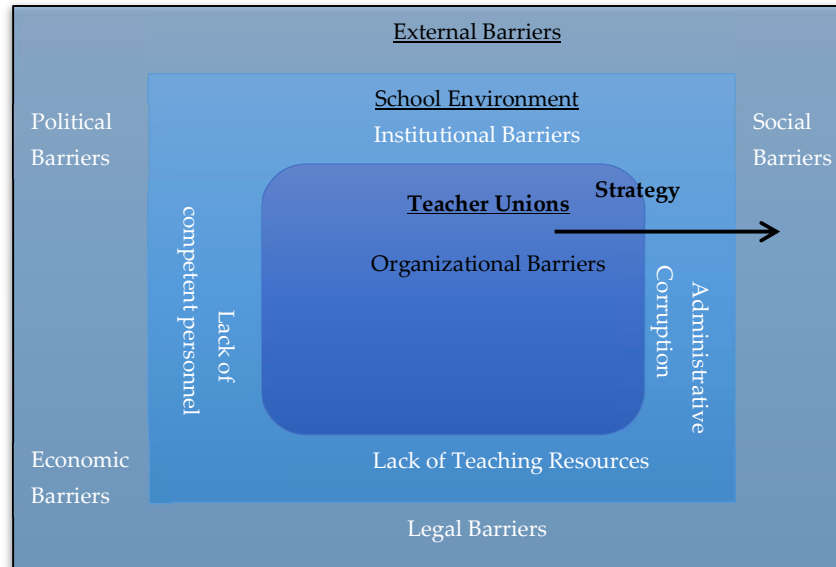 External Barriers
School Environment
Institutional Barriers
Political
Barriers
Social
Barriers
Teacher Unions
Strategy
Organizational Barriers
Lack of
competent personnel
Administrative
Corruption
Lack of Teaching Resources
Economic
Barriers
Legal Barriers